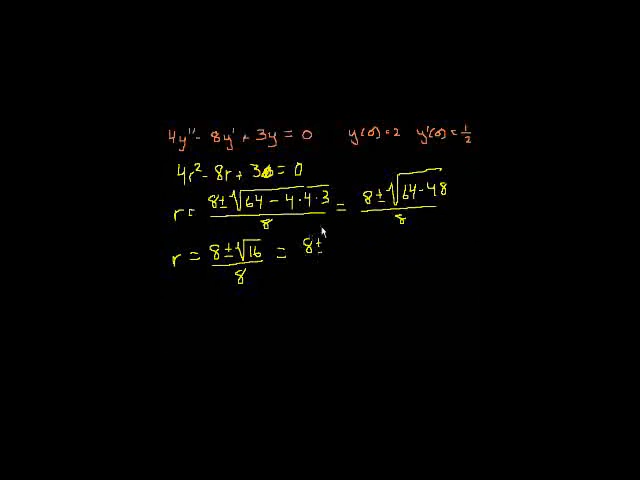 4y'' - 8y' + 3y = 0 y(0) = 2 y'(0) = 1/2
4r² - 8r + 3 = 0
r = (8 ± √(64 - 4·4·3))/8 = (8 ± √(64-48))/8
r = (8 ± √16)/8 = 8 ±